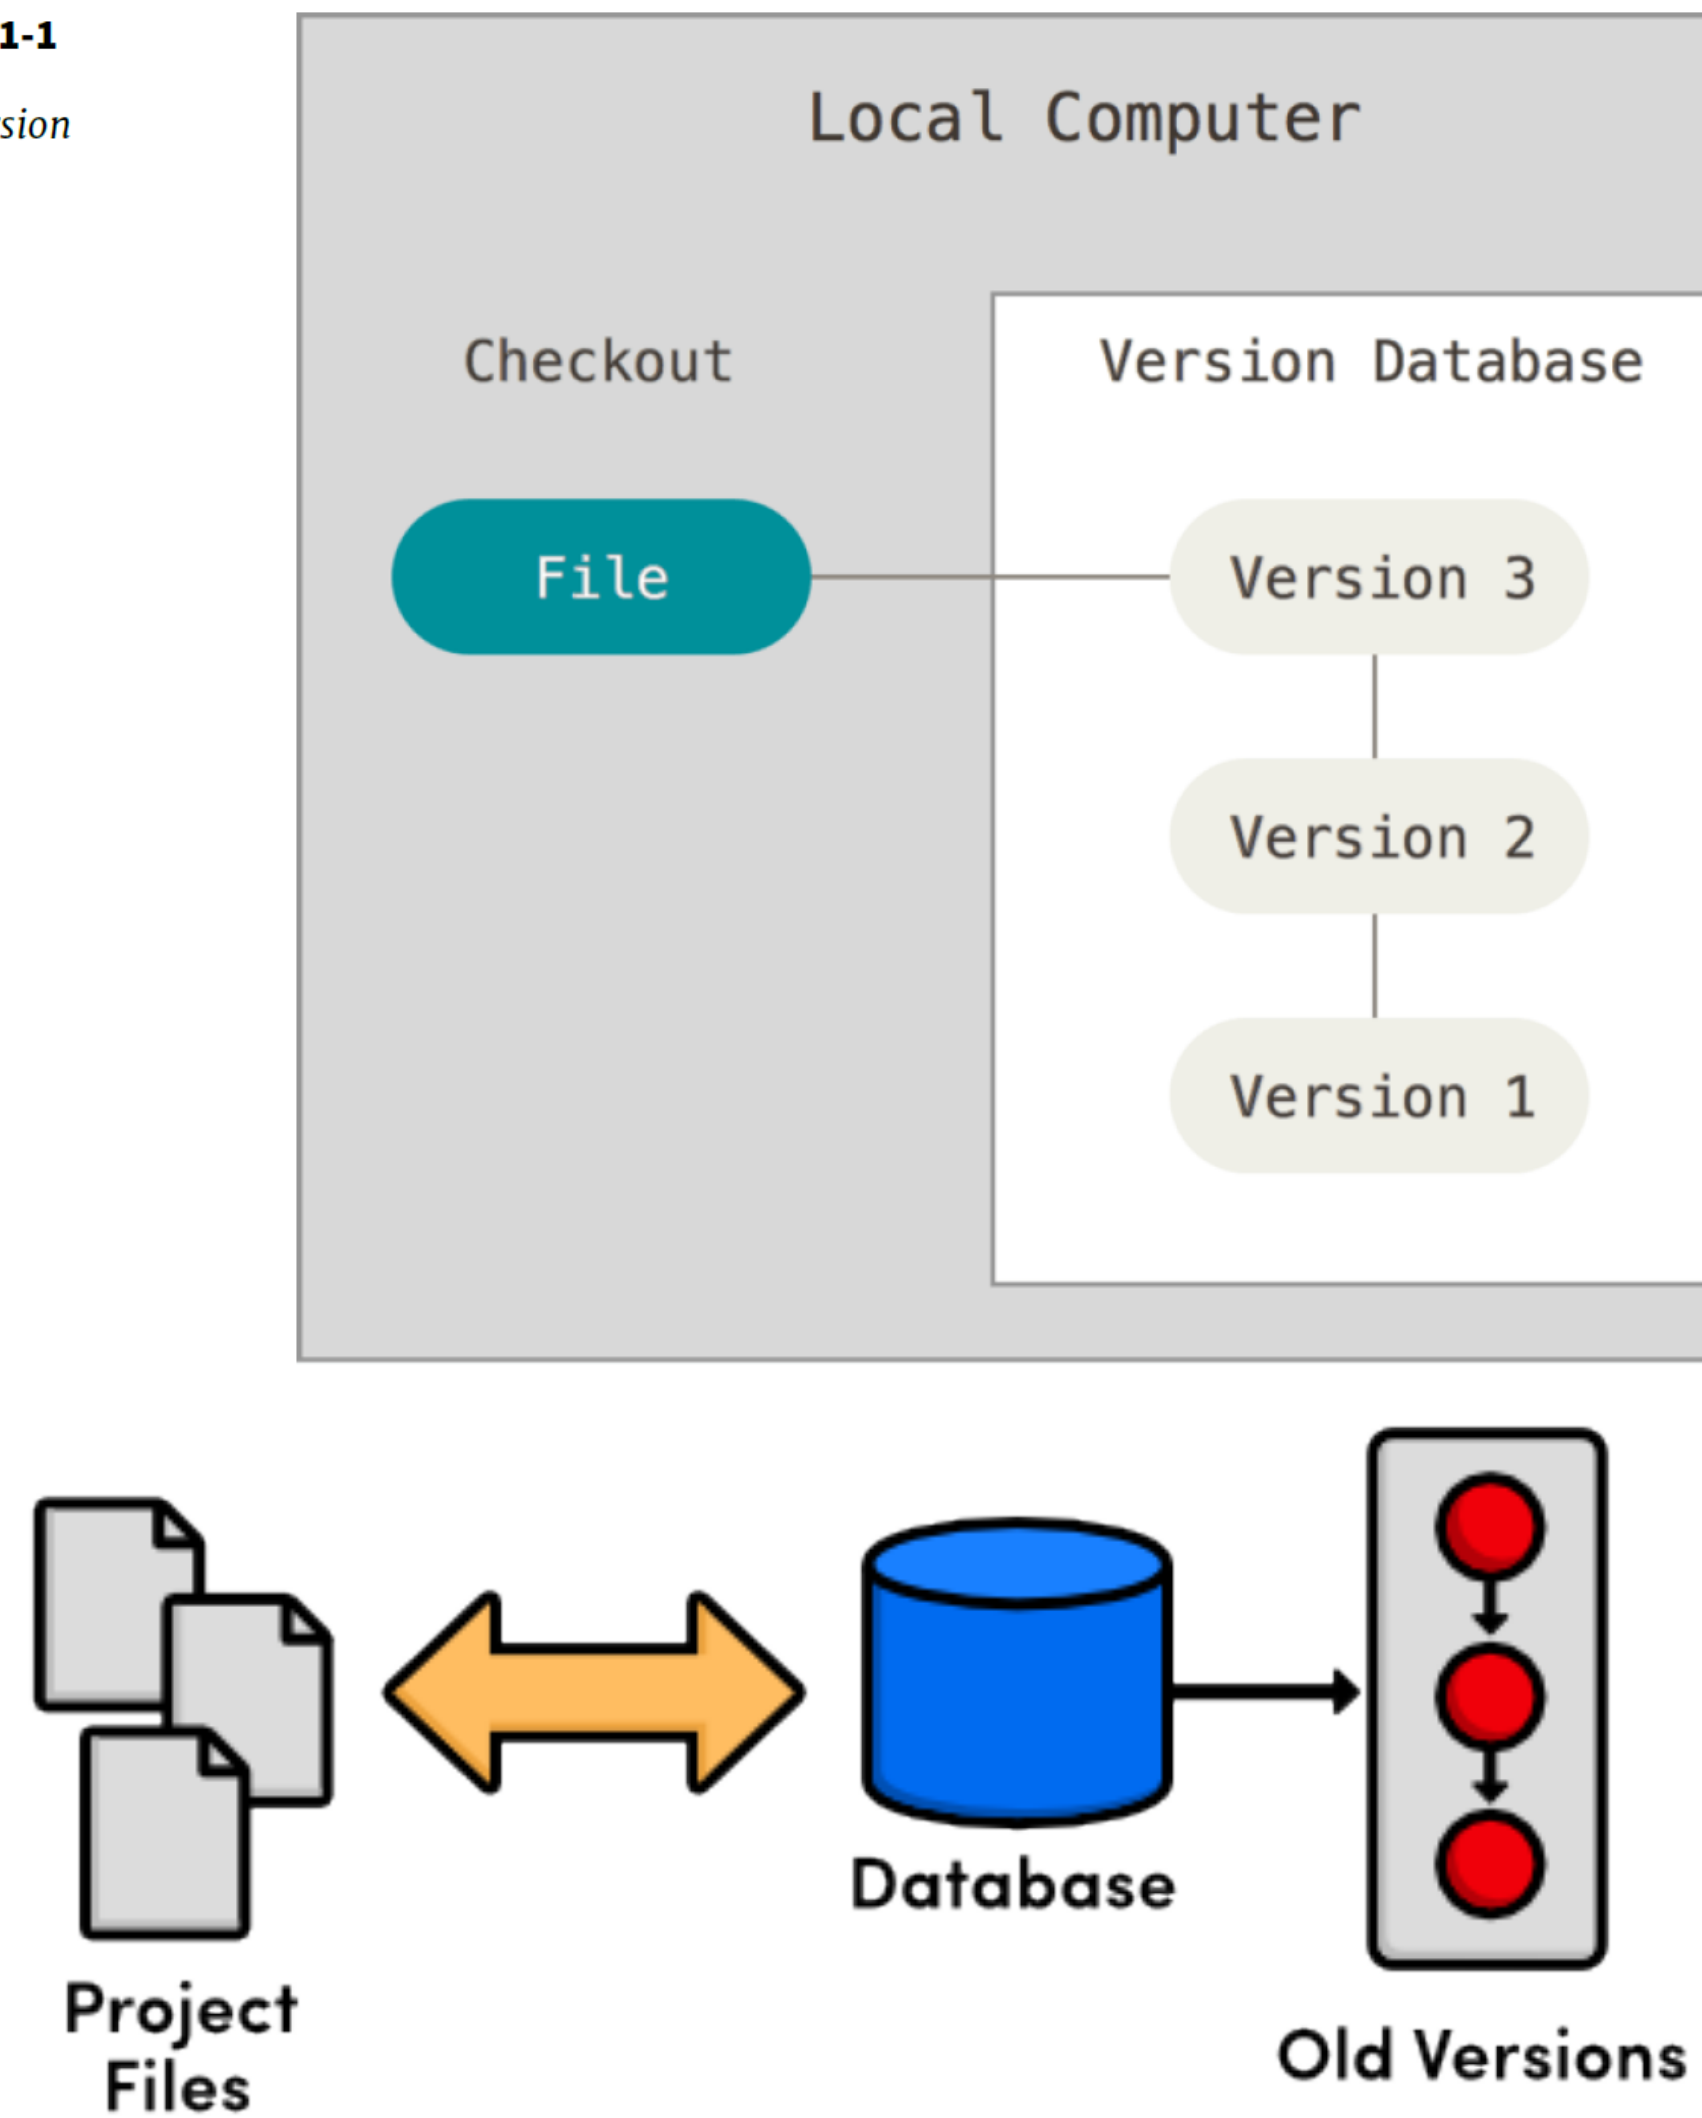 1-1
sion
Local Computer
Checkout
Version Database
File
Version 3
Version 2
Version 1
Database
Project
Files
Old Versions